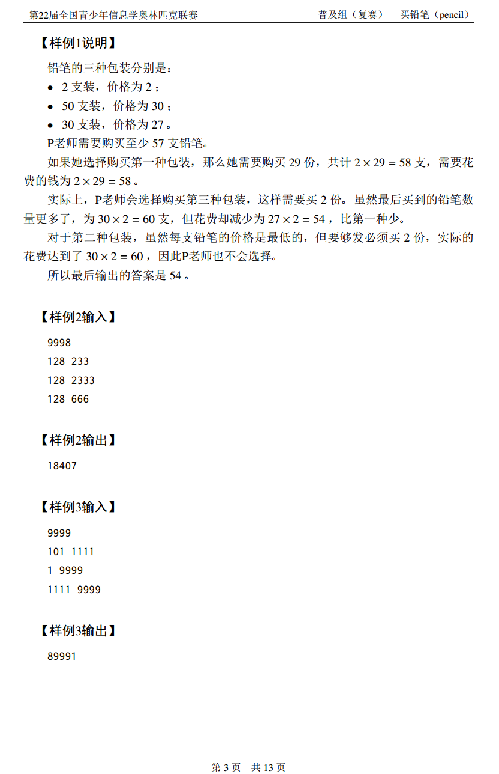 第22届全国青少年信息学奥林匹克联赛 普及组（复赛） 买铅笔（pencil）
【样例1说明】
铅笔的三种包装分别是：
• 2 支装，价格为 2；
• 50 支装，价格为 30；
• 30 支装，价格为 27。
P老师需要购买至少 57 支铅笔。
如果她选择购买第一种包装，那么她需要购买 29 份，共计 2 × 29 = 58 支，需要花
费的钱为 2 × 29 = 58。
实际上，P老师会选择购买第三种包装，这样需要买 2 份。虽然最后买到的铅笔数
量更多了，为 30 × 2 = 60 支，但花费却减少为 27 × 2 = 54，比第一种少。
对于第二种包装，虽然每支铅笔的价格是最低的，但要够发必须买 2 份，实际的
花费达到了 30 × 2 = 60，因此P老师也不会选择。
所以最后输出的答案是 54。
【样例2输入】
9998
128 233
128 2333
128 666
【样例2输出】
18407
【样例3输入】
9999
101 1111
1 9999
1111 9999
【样例3输出】
89991
第 3 页 共 13 页